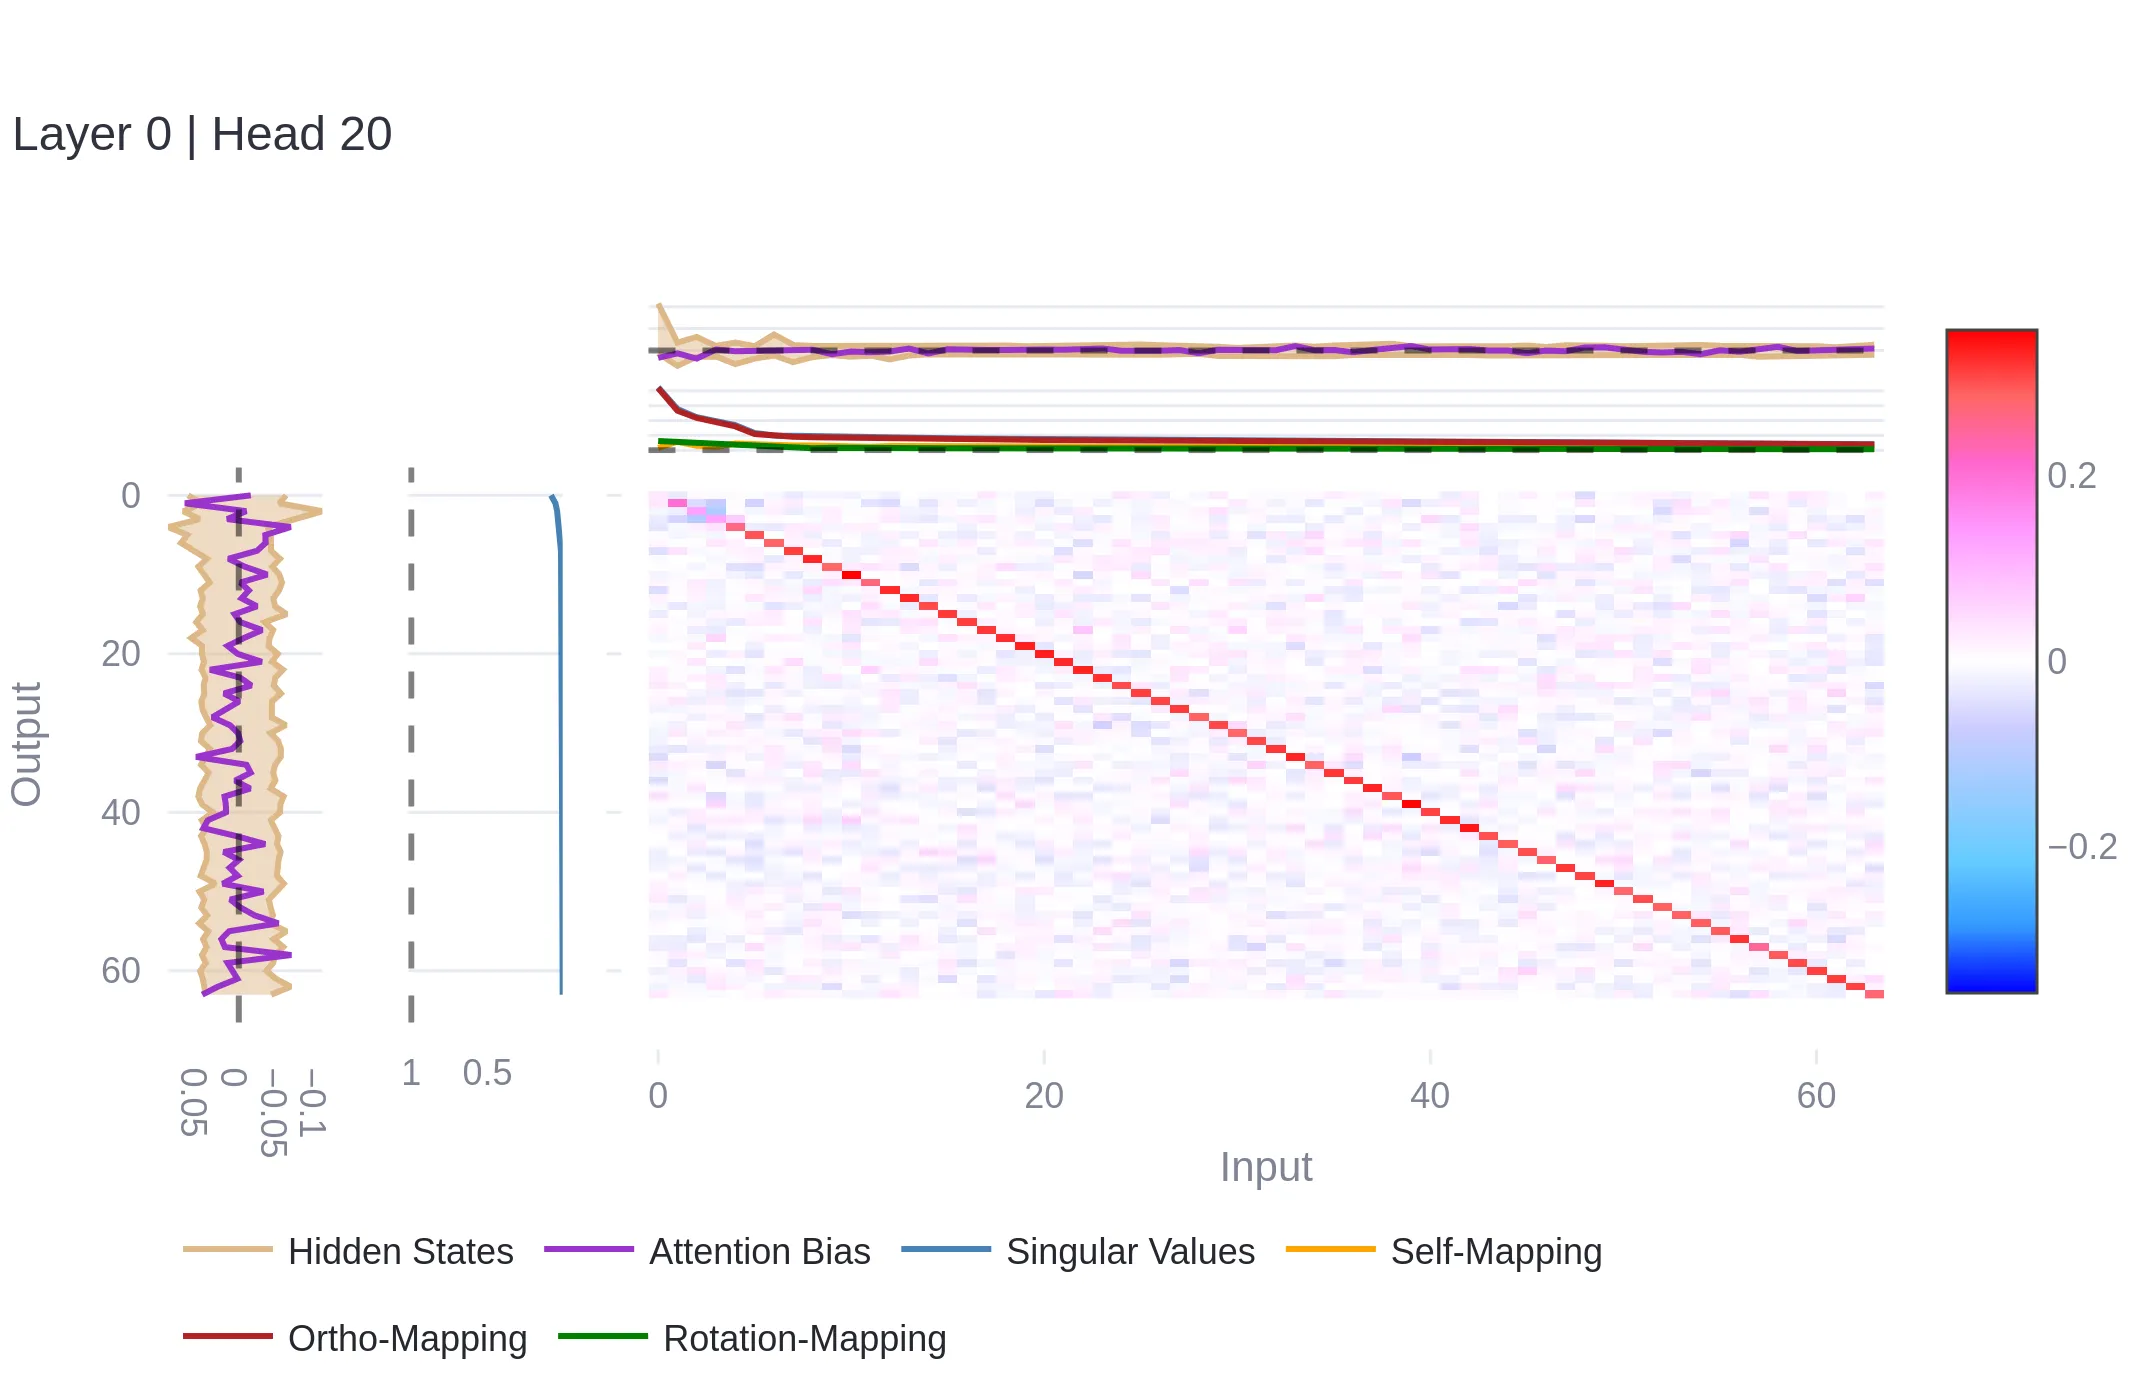 Layer 0 | Head 20
0
20
40
60
Output
0.05
0
−0.05
−0.1
1
0.5
0
20
40
60
Input
0.2
0
−0.2
Hidden States
Attention Bias
Singular Values
Self-Mapping
Ortho-Mapping
Rotation-Mapping